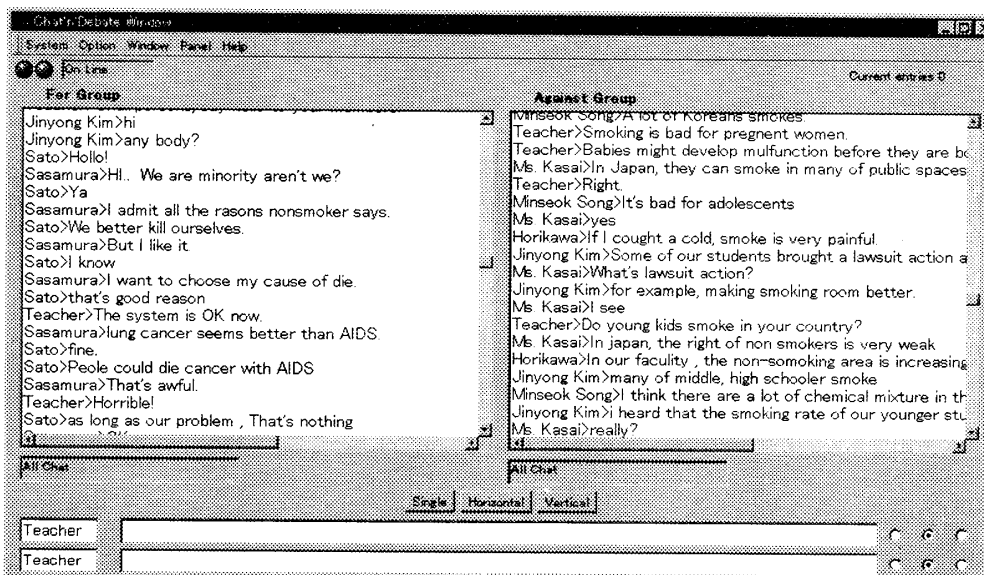 Chat'n'Debate Window
System Option Window Panel Help
On Line
Current entries 0
For Group
Jinyong Kim>hi
Jinyong Kim>any body?
Sato>Hollo!
Sasamura>HI.. We are minority aren't we?
Sato>Ya
Sasamura>I admit all the rasons nonsmoker says.
Sato>We better kill ourselves.
Sasamura>But I like it
Sato>I know
Sasamura>I want to choose my cause of die.
Sato>that's good reason
Teacher>The system is OK now.
Sasamura>lung cancer seems better than AIDS.
Sato>fine.
Sato>Peole could die cancer with AIDS
Sasamura>That's awful.
Teacher>Horrible!
Sato>as long as our problem , That's nothing
All Chat
Against Group
Minseok Song>A lot of Koreans smokes.
Teacher>Smoking is bad for pregnent women.
Teacher>Babies might develop mulfunction before they are bo
Ms. Kasai>In Japan, they can smoke in many of public spaces
Teacher>Right.
Minseok Song>It's bad for adolescents
Ms. Kasai>yes
Horikawa>If I cought a cold, smoke is very painful.
Jinyong Kim>Some of our students brought a lawsuit action a
Ms. Kasai>What's lawsuit action?
Jinyong Kim>for example, making smoking room better.
Ms. Kasai>I see
Teacher>Do young kids smoke in your country?
Ms. Kasai>In japan, the right of non smokers is very weak
Horikawa>In our faculity , the non-somoking area is increasing
Jinyong Kim>many of middle, high schooler smoke
Minseok Song>I think there are a lot of chemical mixture in th
Jinyong Kim>i heard that the smoking rate of our younger stu
Ms. Kasai>really?
All Chat
Single Horizontal Vertical
Teacher
Teacher